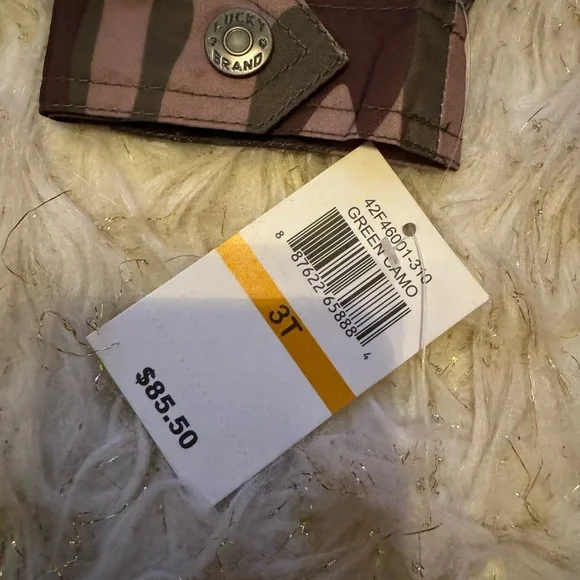 LUCKY
BRAND
42F46001-310
GREEN CAMO
8 87622 65888 4
3T
$85.50